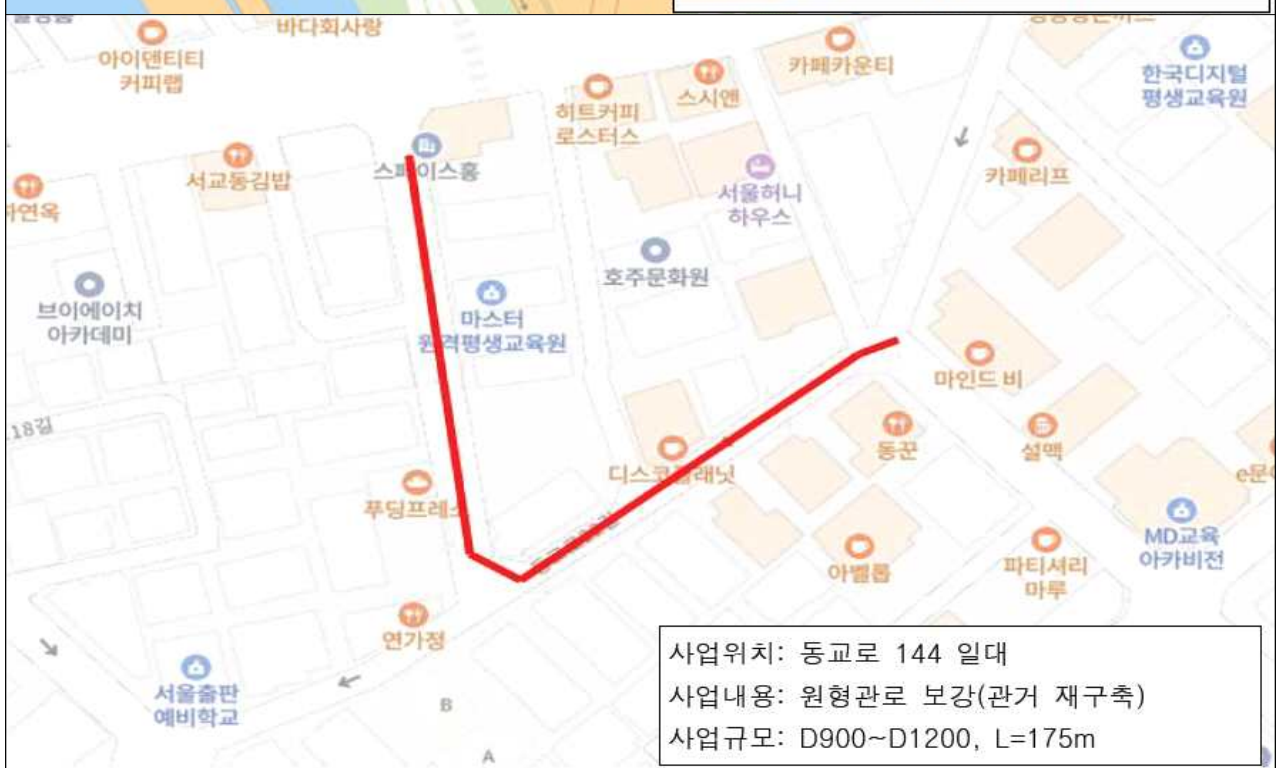 바다회사랑
아이덴티티
커피랩
카페카운티
한국디지털
평생교육원
히트커피
로스터스
스시앤
서교동김밥
스페이스홍
서울허니
하우스
카페리프
호주문화원
브이에이치
아카데미
마스터
원격평생교육원
마인드 비
18길
디스코플래닛
동꾼
설맥
푸딩프레소
MD교육
아카비전
아벨롭
파티셔리
마루
연가정
서울출판
예비학교
B
A
사업위치: 동교로 144 일대
사업내용: 원형관로 보강(관거 재구축)
사업규모: D900~D1200, L=175m